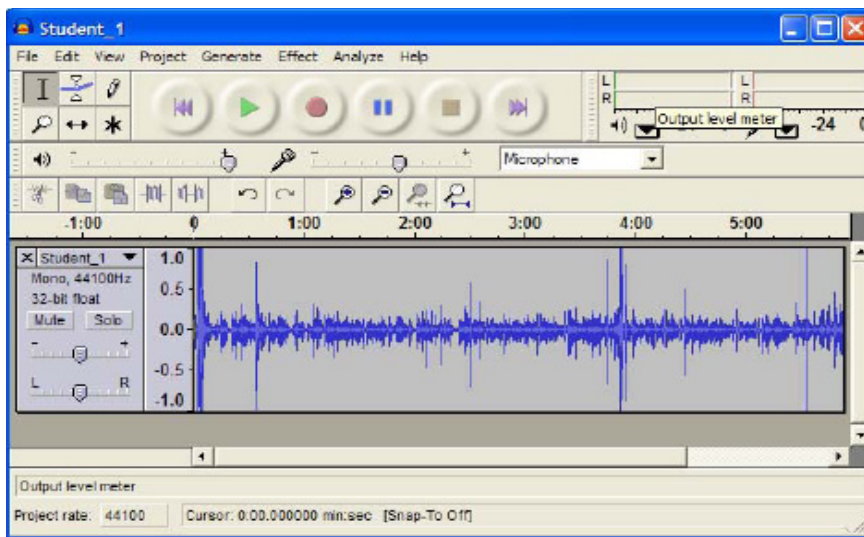 Student_1
File Edit View Project Generate Effect Analyze Help
L L
R R
Output level meter
-24 0
Microphone
-1:00 0 1:00 2:00 3:00 4:00 5:00
Student_1
Mono, 44100Hz
32-bit float
Mute Solo
- +
L R
1.0
0.5
0.0
-0.5
-1.0
Output level meter
Project rate: 44100 Cursor: 0:00.000000 min:sec [Snap-To Off]